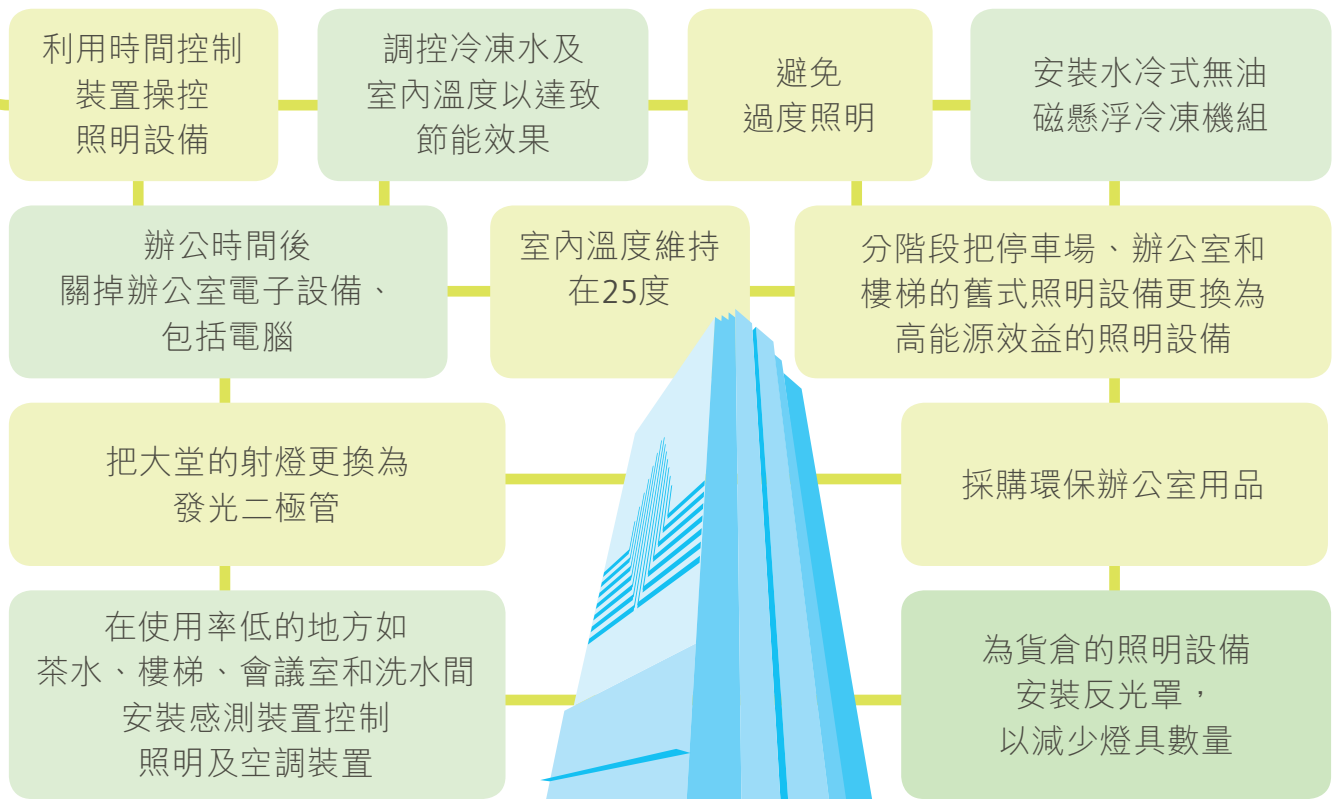 利用時間控制
裝置操控
照明設備
調控冷凍水及
室內溫度以達致
節能效果
避免
過度照明
安裝水冷式無油
磁懸浮冷凍機組
辦公時間後
關掉辦公室電子設備、
包括電腦
室內溫度維持
在25度
分階段把停車場、辦公室和
樓梯的舊式照明設備更換為
高能源效益的照明設備
把大堂的射燈更換為
發光二極管
採購環保辦公室用品
在使用率低的地方如
茶水、樓梯、會議室和洗水間
安裝感測裝置控制
照明及空調裝置
為貨倉的照明設備
安裝反光罩，
以減少燈具數量